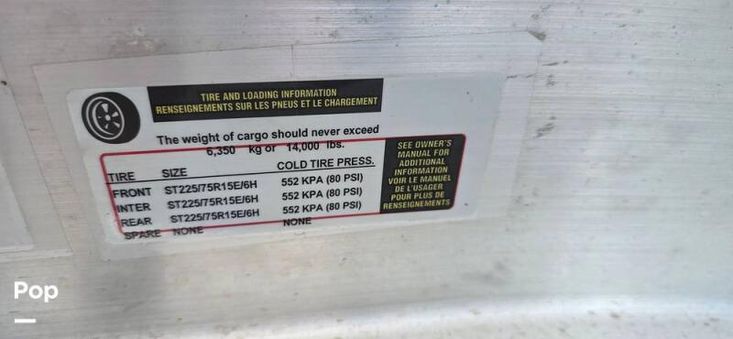 TIRE AND LOADING INFORMATION
RENSEIGNEMENTS SUR LES PNEUS ET LE CHARGEMENT
The weight of cargo should never exceed
6,350 kg or 14,000 lbs.
TIRE SIZE COLD TIRE PRESS.
FRONT ST225/75R15E/6H 552 KPA (80 PSI)
INTER ST225/75R15E/6H 552 KPA (80 PSI)
REAR ST225/75R15E/6H 552 KPA (80 PSI)
SPARE NONE NONE
SEE OWNER'S
MANUAL FOR
ADDITIONAL
INFORMATION
VOIR LE MANUEL
DE L'USAGER
POUR PLUS DE
RENSEIGNEMENTS
Pop